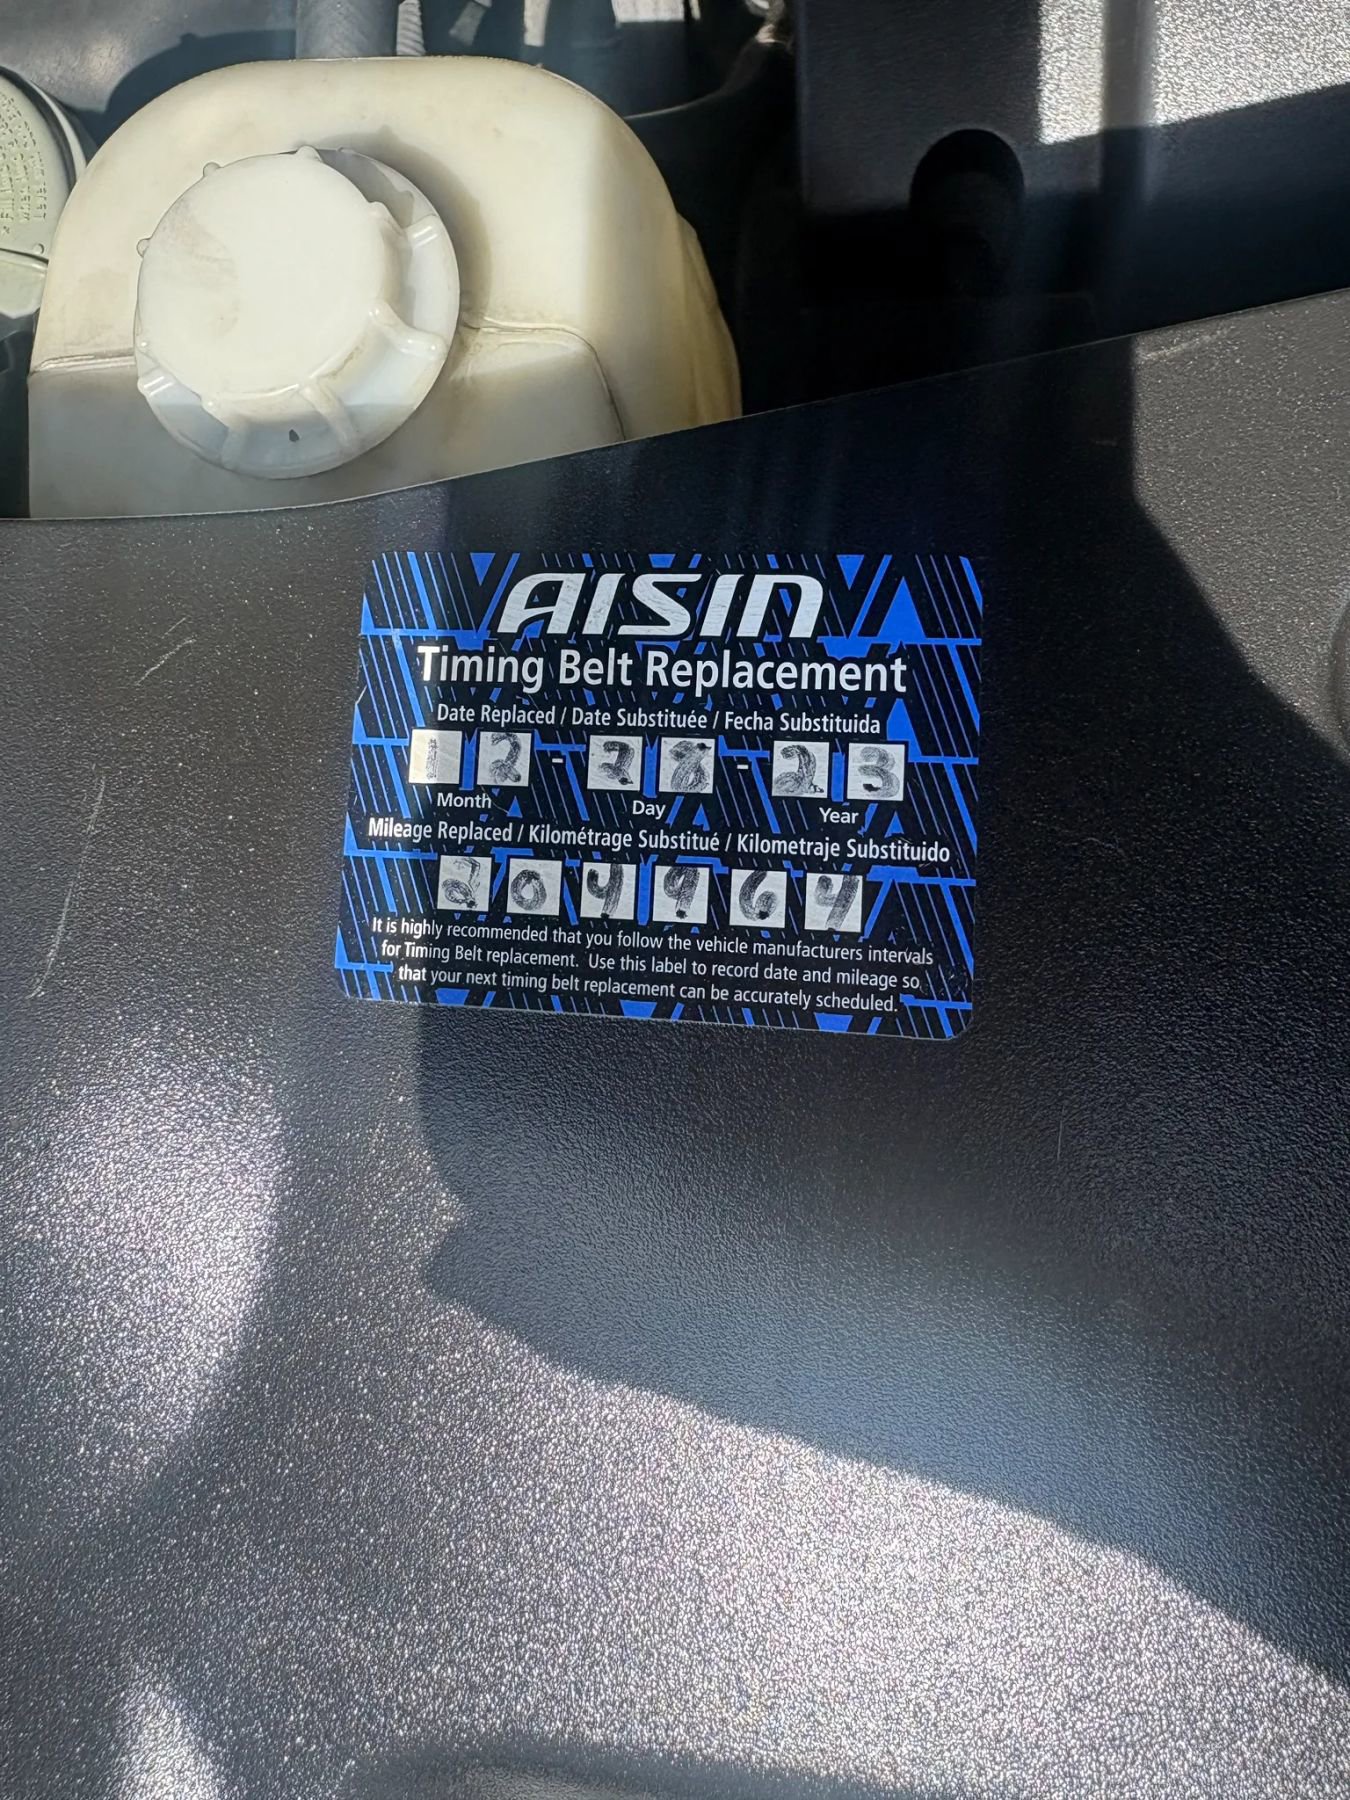 AISIN
Timing Belt Replacement
Date Replaced / Date Substituée / Fecha Substituida
12 - 28 - 23
Month Day Year
Mileage Replaced / Kilométrage Substitué / Kilometraje Substituido
204964
It is highly recommended that you follow the vehicle manufacturers intervals
for Timing Belt replacement. Use this label to record date and mileage so
that your next timing belt replacement can be accurately scheduled.